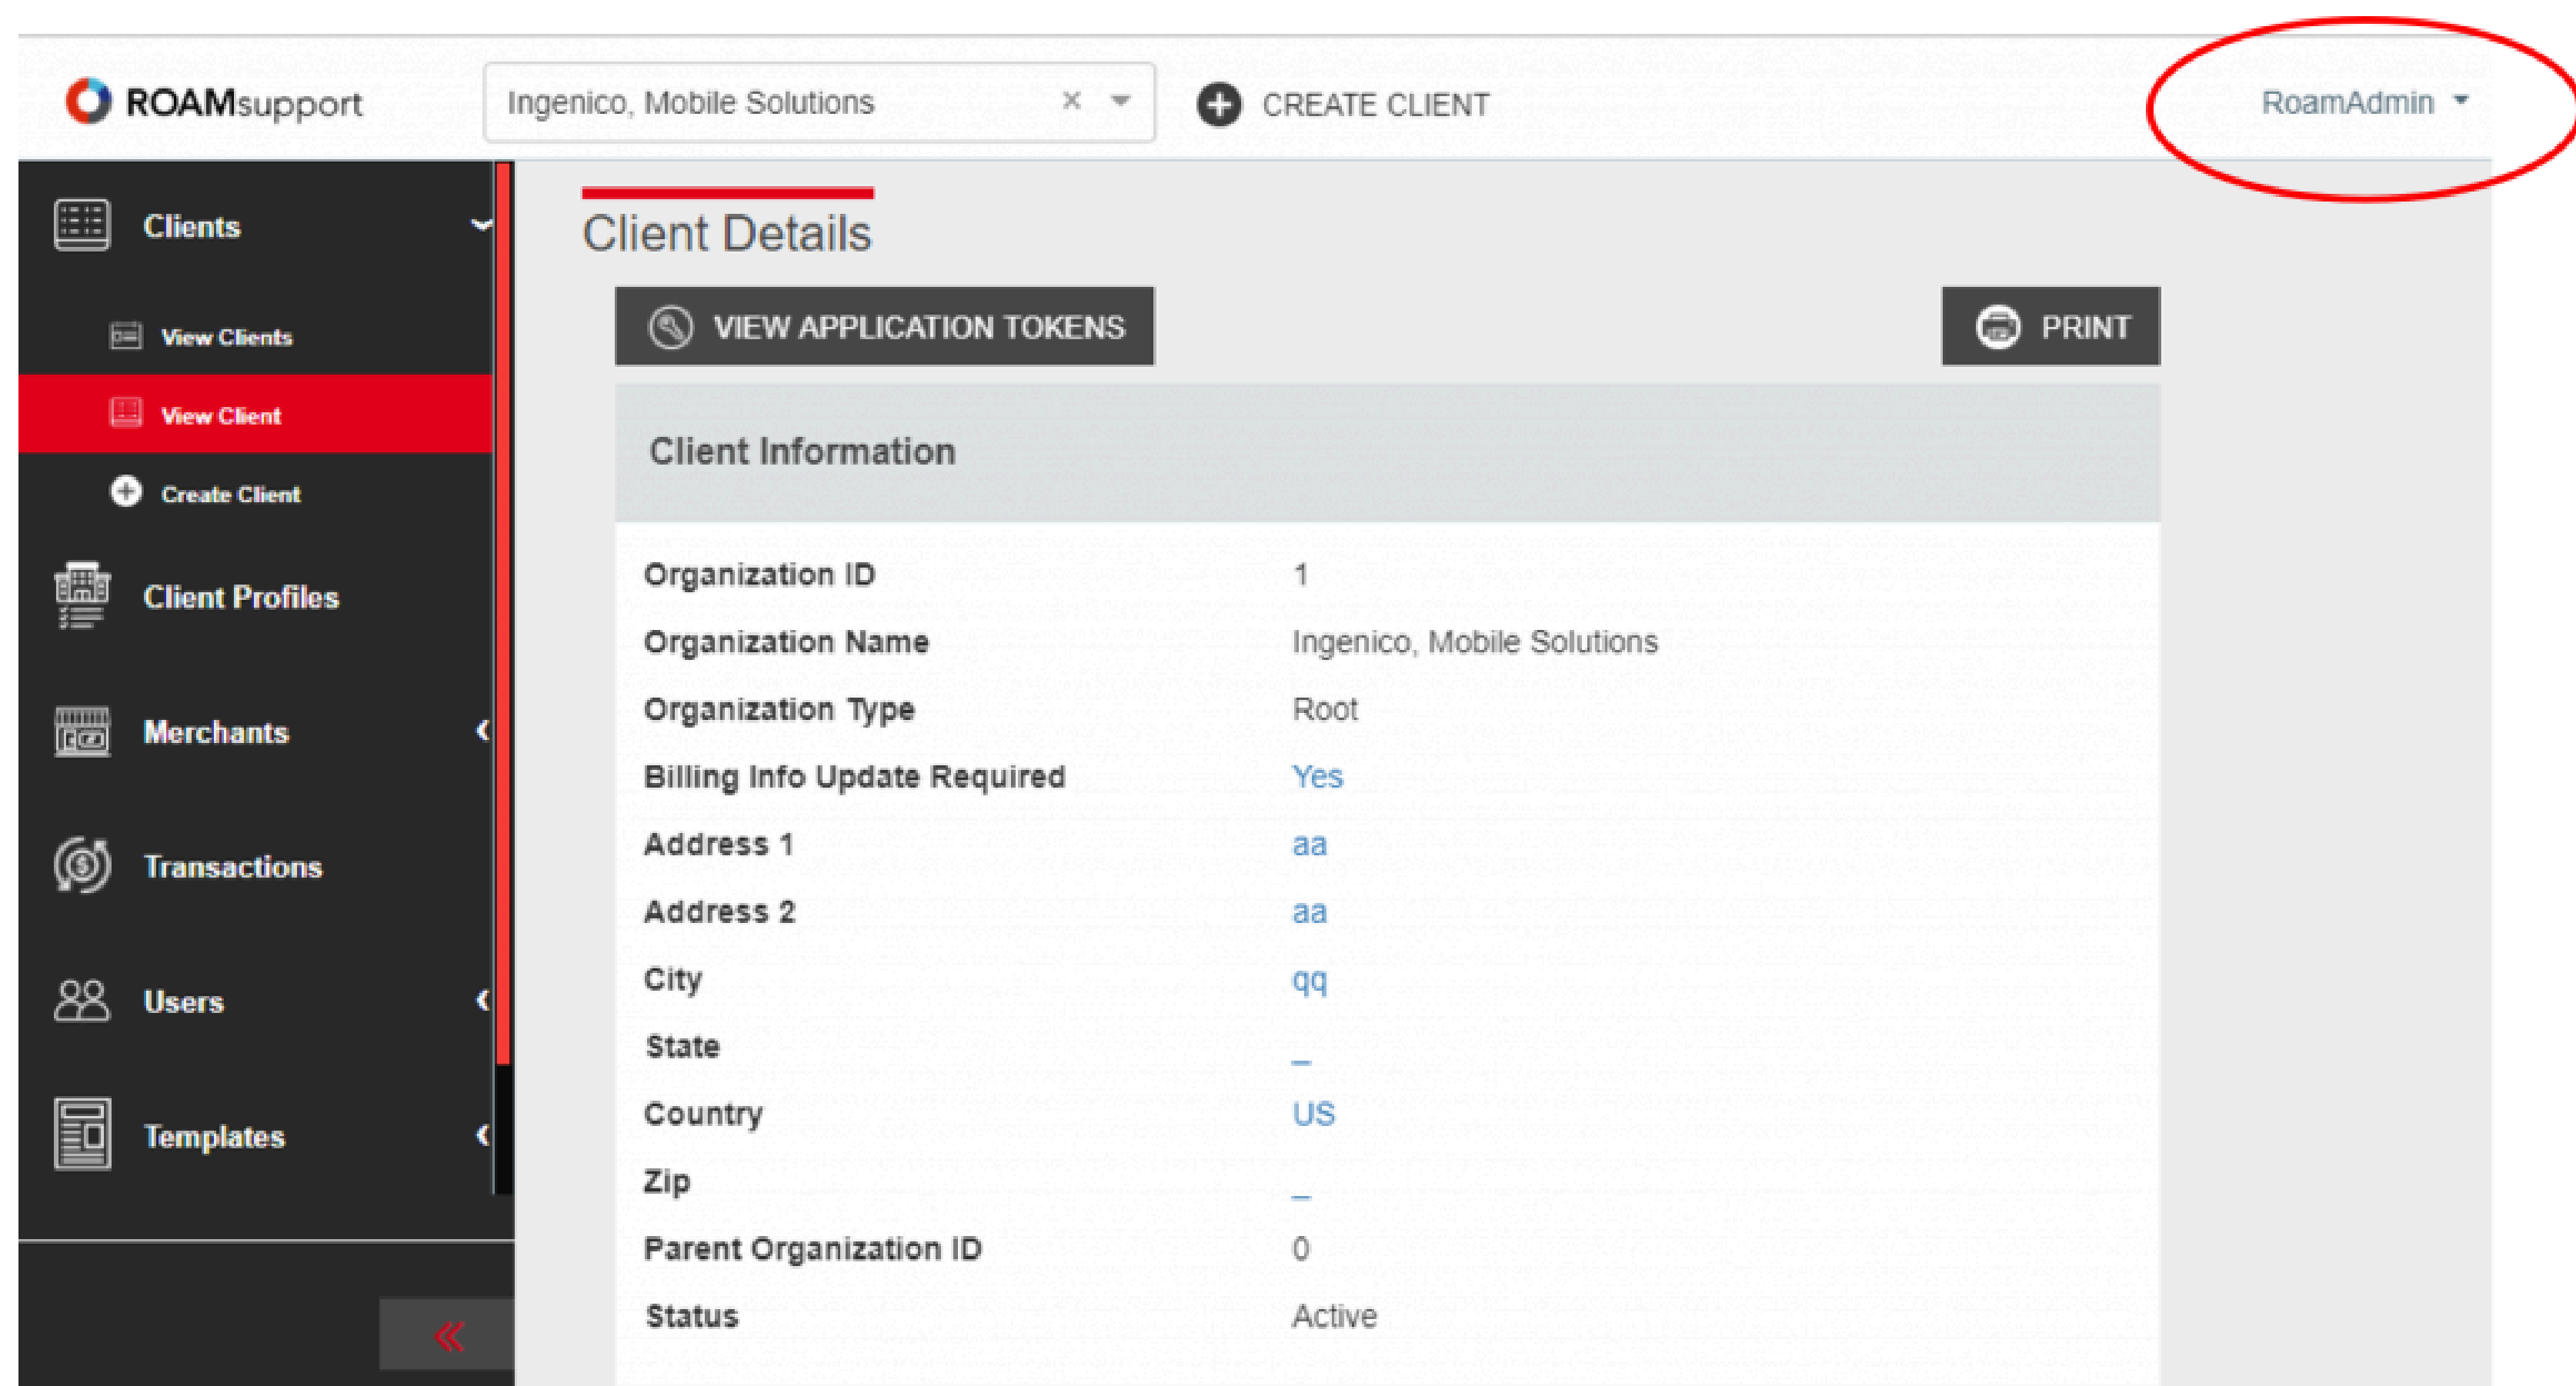 ROAMsupport
Ingenico, Mobile Solutions
CREATE CLIENT
RoamAdmin
Clients
View Clients
View Client
Create Client
Client Profiles
Merchants
Transactions
Users
Templates
Client Details
VIEW APPLICATION TOKENS
PRINT
Client Information
Organization ID 1
Organization Name Ingenico, Mobile Solutions
Organization Type Root
Billing Info Update Required Yes
Address 1 aa
Address 2 aa
City qq
State _
Country US
Zip _
Parent Organization ID 0
Status Active